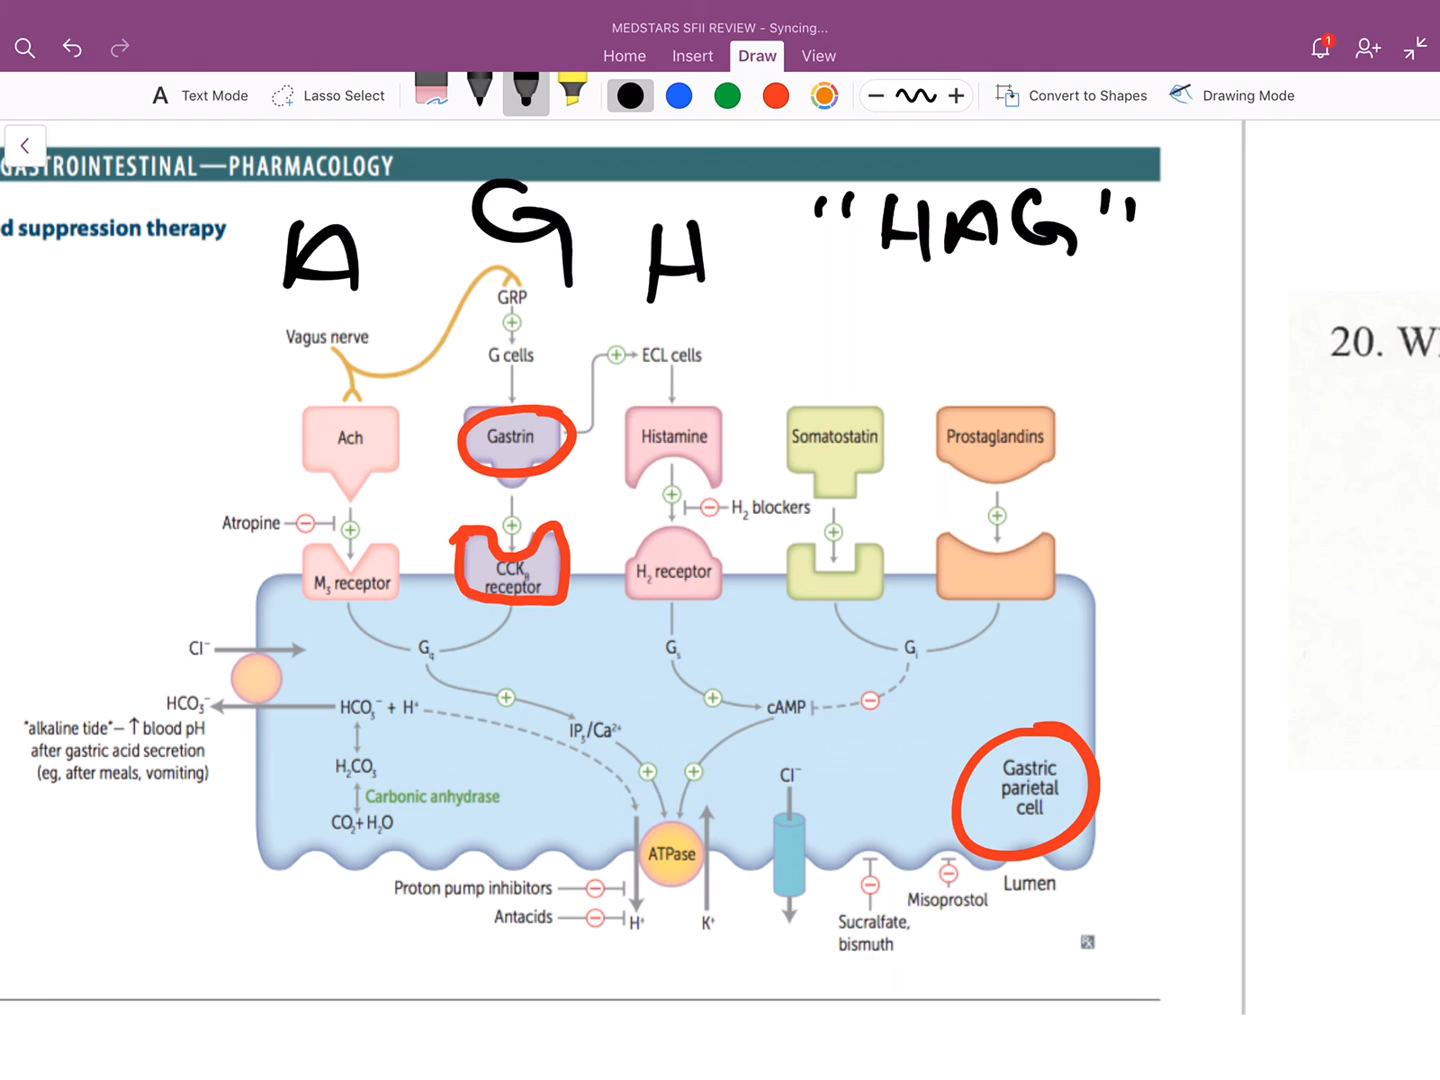 MEDSTARS SFII REVIEW - Syncing...
Home Insert Draw View
1
Text Mode Lasso Select Convert to Shapes Drawing Mode
GASTROINTESTINAL—PHARMACOLOGY
d suppression therapy
A G H "HAG"
GRP
Vagus nerve
G cells
ECL cells
Ach
Gastrin
Histamine
Somatostatin
Prostaglandins
Atropine
H₂ blockers
M₃ receptor
CCK_B receptor
H₂ receptor
Cl⁻
Gq
Gs
Gi
HCO₃⁻
HCO₃⁻ + H⁺
cAMP
"alkaline tide"—↑ blood pH
after gastric acid secretion
(eg, after meals, vomiting)
IP₃/Ca²⁺
H₂CO₃
Carbonic anhydrase
CO₂+ H₂O
Cl⁻
Gastric
parietal
cell
ATPase
Proton pump inhibitors
Antacids
H⁺
K⁺
Lumen
Misoprostol
Sucralfate,
bismuth
20.